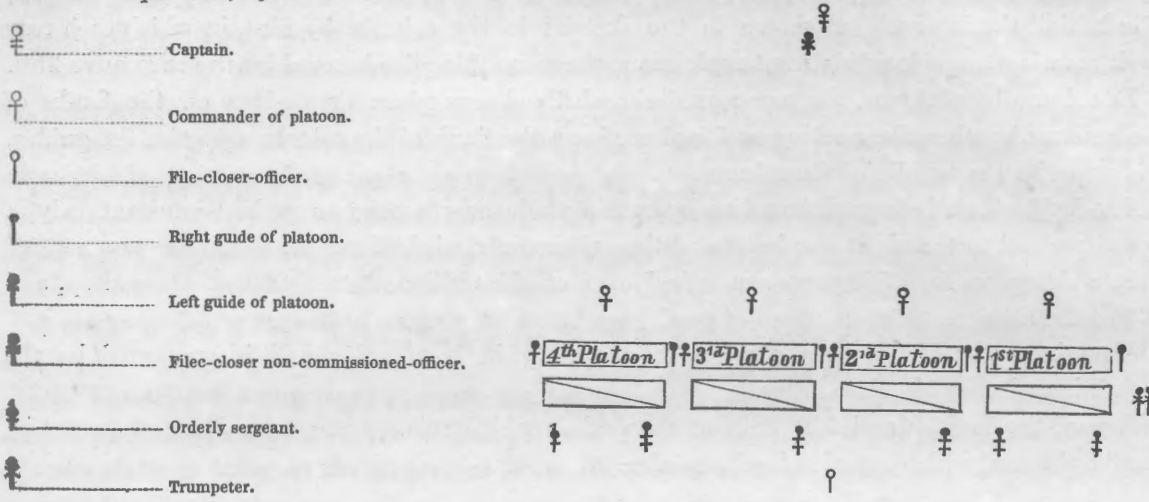 Captain.
Commander of platoon.
File-closer-officer.
Right guide of platoon.
Left guide of platoon.
Filec-closer non-commissioned-officer.
4th Platoon 3rd Platoon 2nd Platoon 1st Platoon
Orderly sergeant.
1
Trumpeter.